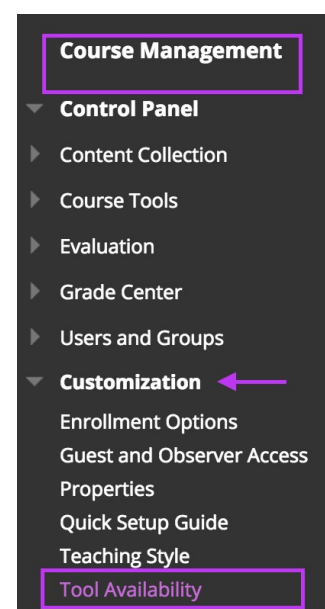 Course Management
Control Panel
Content Collection
Course Tools
Evaluation
Grade Center
Users and Groups
Customization
Enrollment Options
Guest and Observer Access
Properties
Quick Setup Guide
Teaching Style
Tool Availability